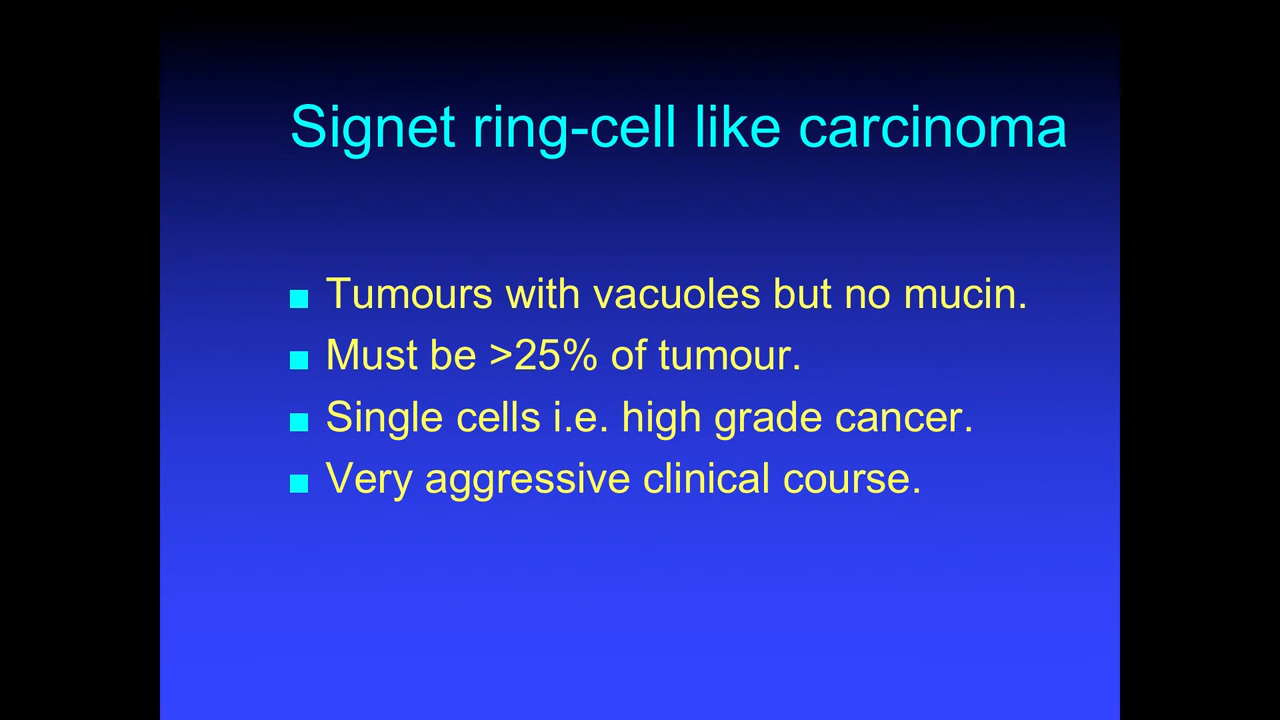 Signet ring-cell like carcinoma
Tumours with vacuoles but no mucin.
Must be >25% of tumour.
Single cells i.e. high grade cancer.
Very aggressive clinical course.